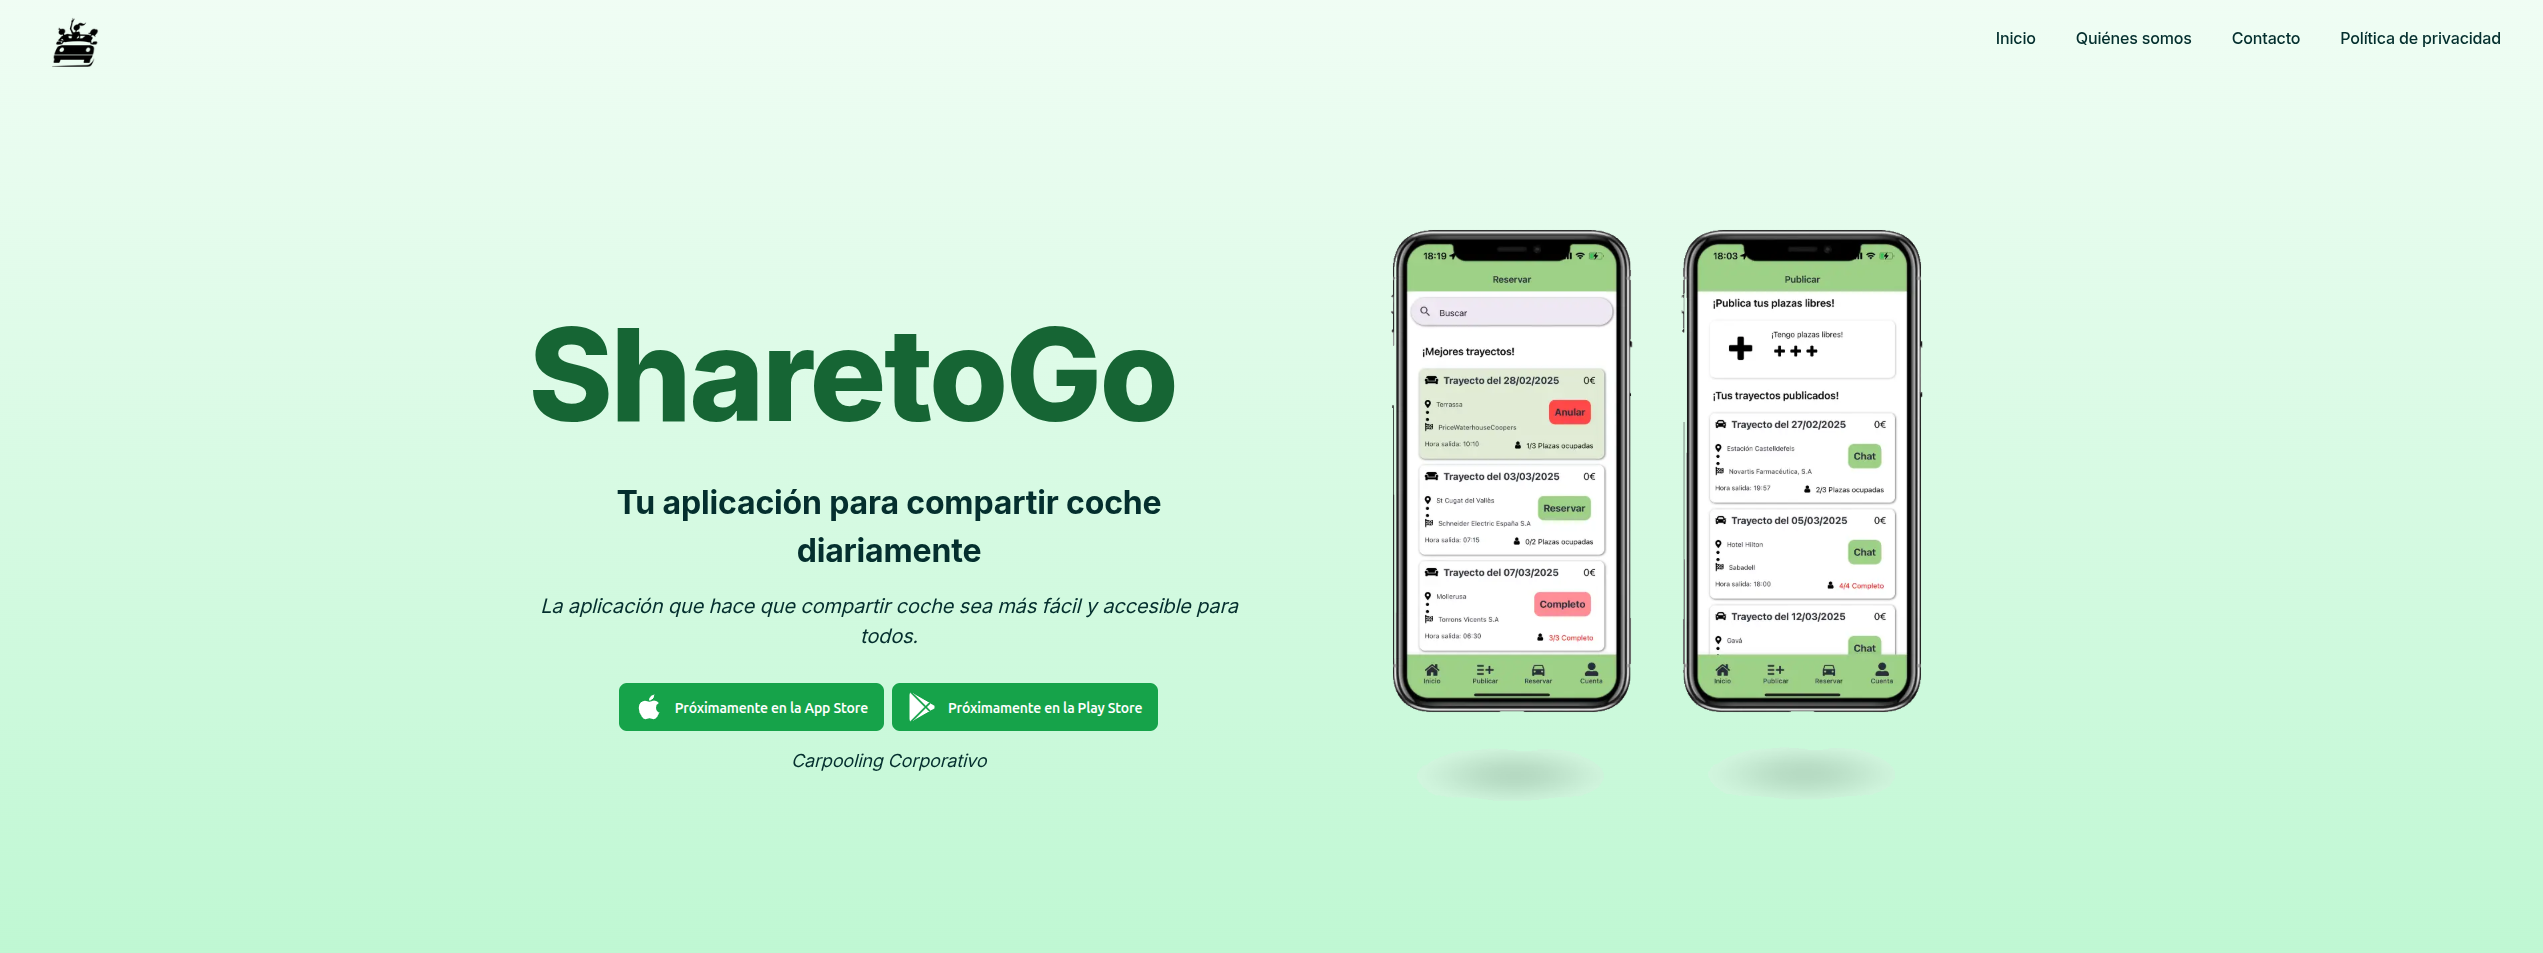 Inicio
Quiénes somos
Contacto
Política de privacidad
SharetoGo
Tu aplicación para compartir coche
diariamente
La aplicación que hace que compartir coche sea más fácil y accesible para
todos.
Próximamente en la App Store
Próximamente en la Play Store
Carpooling Corporativo
18:19
Reservar
Buscar
¡Mejores trayectos!
Trayecto del 28/02/2025 0€
Terrassa
Anular
PriceWaterhouseCoopers
Hora salida: 10:10 1/3 Plazas ocupadas
Trayecto del 03/03/2025 0€
St Cugat del Vallès
Reservar
Schneider Electric España S.A
Hora salida: 07:15 0/2 Plazas ocupadas
Trayecto del 07/03/2025 0€
Mollerusa
Completo
Torrons Vicents S.A
Hora salida: 06:30 3/3 Completo
Inicio Publicar Reservar Cuenta
18:03
Publicar
¡Publica tus plazas libres!
¡Tengo plazas libres!
¡Tus trayectos publicados!
Trayecto del 27/02/2025 0€
Estación Castelldefels
Chat
Novartis Farmacéutica, S.A
Hora salida: 19:57 2/3 Plazas ocupadas
Trayecto del 05/03/2025 0€
Hotel Hilton
Chat
Sabadell
Hora salida: 18:00 4/4 Completo
Trayecto del 12/03/2025 0€
Gavà
Chat
Inicio Publicar Reservar Cuenta